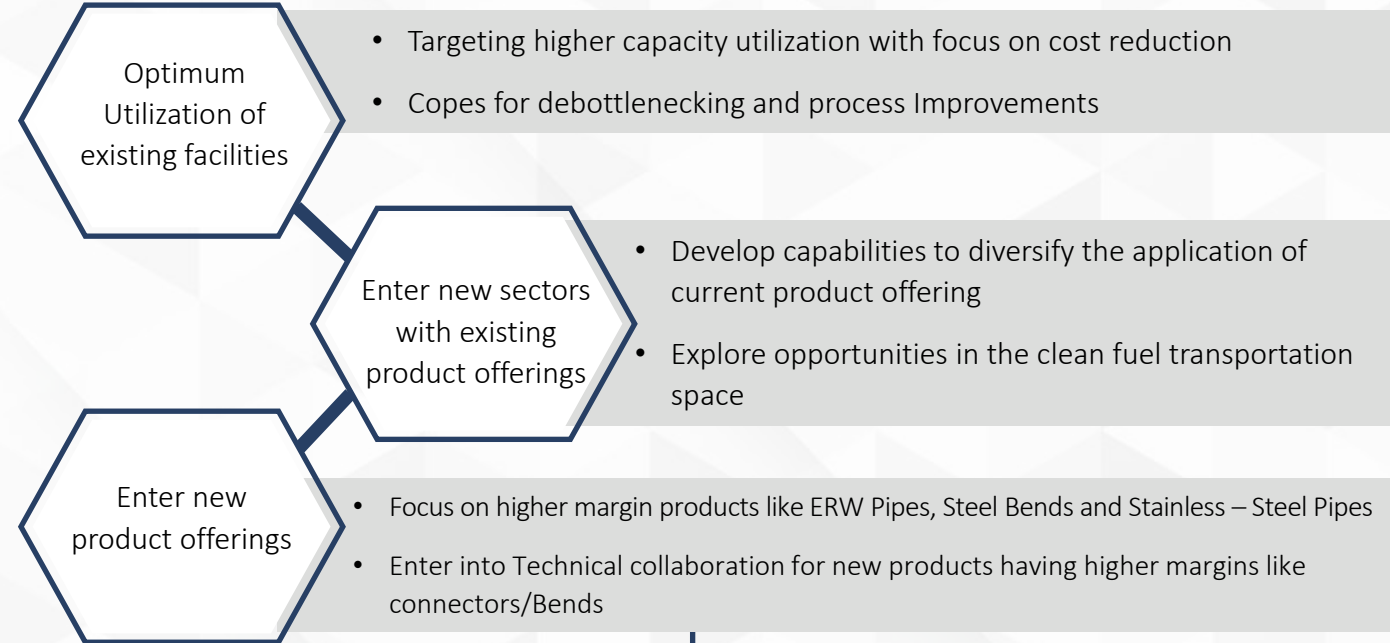 Optimum
Utilization of
existing facilities
• Targeting higher capacity utilization with focus on cost reduction
• Copes for debottlenecking and process Improvements
Enter new sectors
with existing
product offerings
• Develop capabilities to diversify the application of
current product offering
• Explore opportunities in the clean fuel transportation
space
Enter new
product offerings
• Focus on higher margin products like ERW Pipes, Steel Bends and Stainless – Steel Pipes
• Enter into Technical collaboration for new products having higher margins like
connectors/Bends